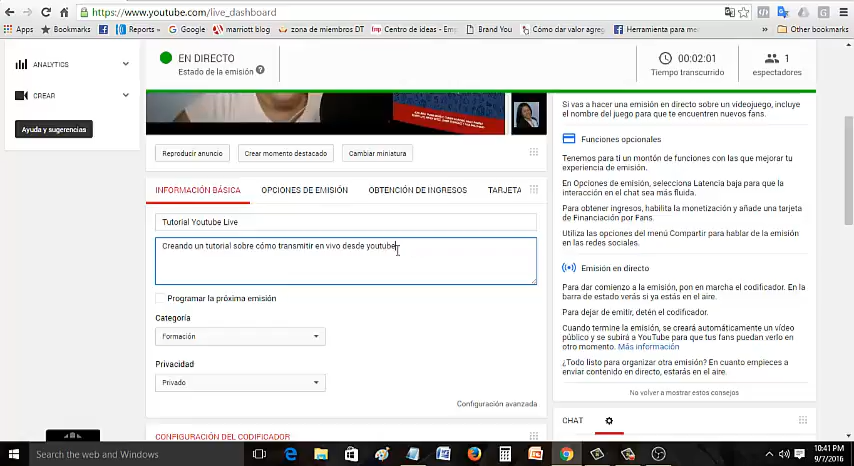 https://www.youtube.com/live_dashboard
Apps
Bookmarks
Reports
Google
marriott blog
zona de miembros DT
Centro de ideas - Em
Brand You
Cómo dar valor agreg
Herramienta para me
Other bookmarks
ANALYTICS
CREAR
Ayuda y sugerencias
EN DIRECTO
Estado de la emisión
00:02:01
Tiempo transcurrido
1
espectadores
Reproducir anuncio
Crear momento destacado
Cambiar miniatura
INFORMACIÓN BÁSICA
OPCIONES DE EMISIÓN
OBTENCIÓN DE INGRESOS
TARJETA
Tutorial Youtube Live
Creando un tutorial sobre cómo transmitir en vivo desde youtube
Programar la próxima emisión
Categoría
Formación
Privacidad
Privado
Configuración avanzada
CONFIGURACIÓN DEL CODIFICADOR
Si vas a hacer una emisión en directo sobre un videojuego, incluye
el nombre del juego para que te encuentren nuevos fans.
Funciones opcionales
Tenemos para ti un montón de funciones con las que mejorar tu
experiencia de emisión.
En Opciones de emisión, selecciona Latencia baja para que la
interacción en el chat sea más fluida.
Para obtener ingresos, habilita la monetización y añade una tarjeta
de Financiación por Fans.
Utiliza las opciones del menú Compartir para hablar de la emisión
en las redes sociales.
Emisión en directo
Para dar comienzo a la emisión, pon en marcha el codificador. En la
barra de estado verás si ya estás en el aire.
Para dejar de emitir, detén el codificador.
Cuando termine la emisión, se creará automáticamente un vídeo
público y se subirá a YouTube para que tus fans puedan verlo en
otro momento. Más información
¿Todo listo para organizar otra emisión? En cuanto empieces a
enviar contenido en directo, estarás en el aire.
No volver a mostrar estos consejos
CHAT
Search the web and Windows
10:41 PM
9/7/2016